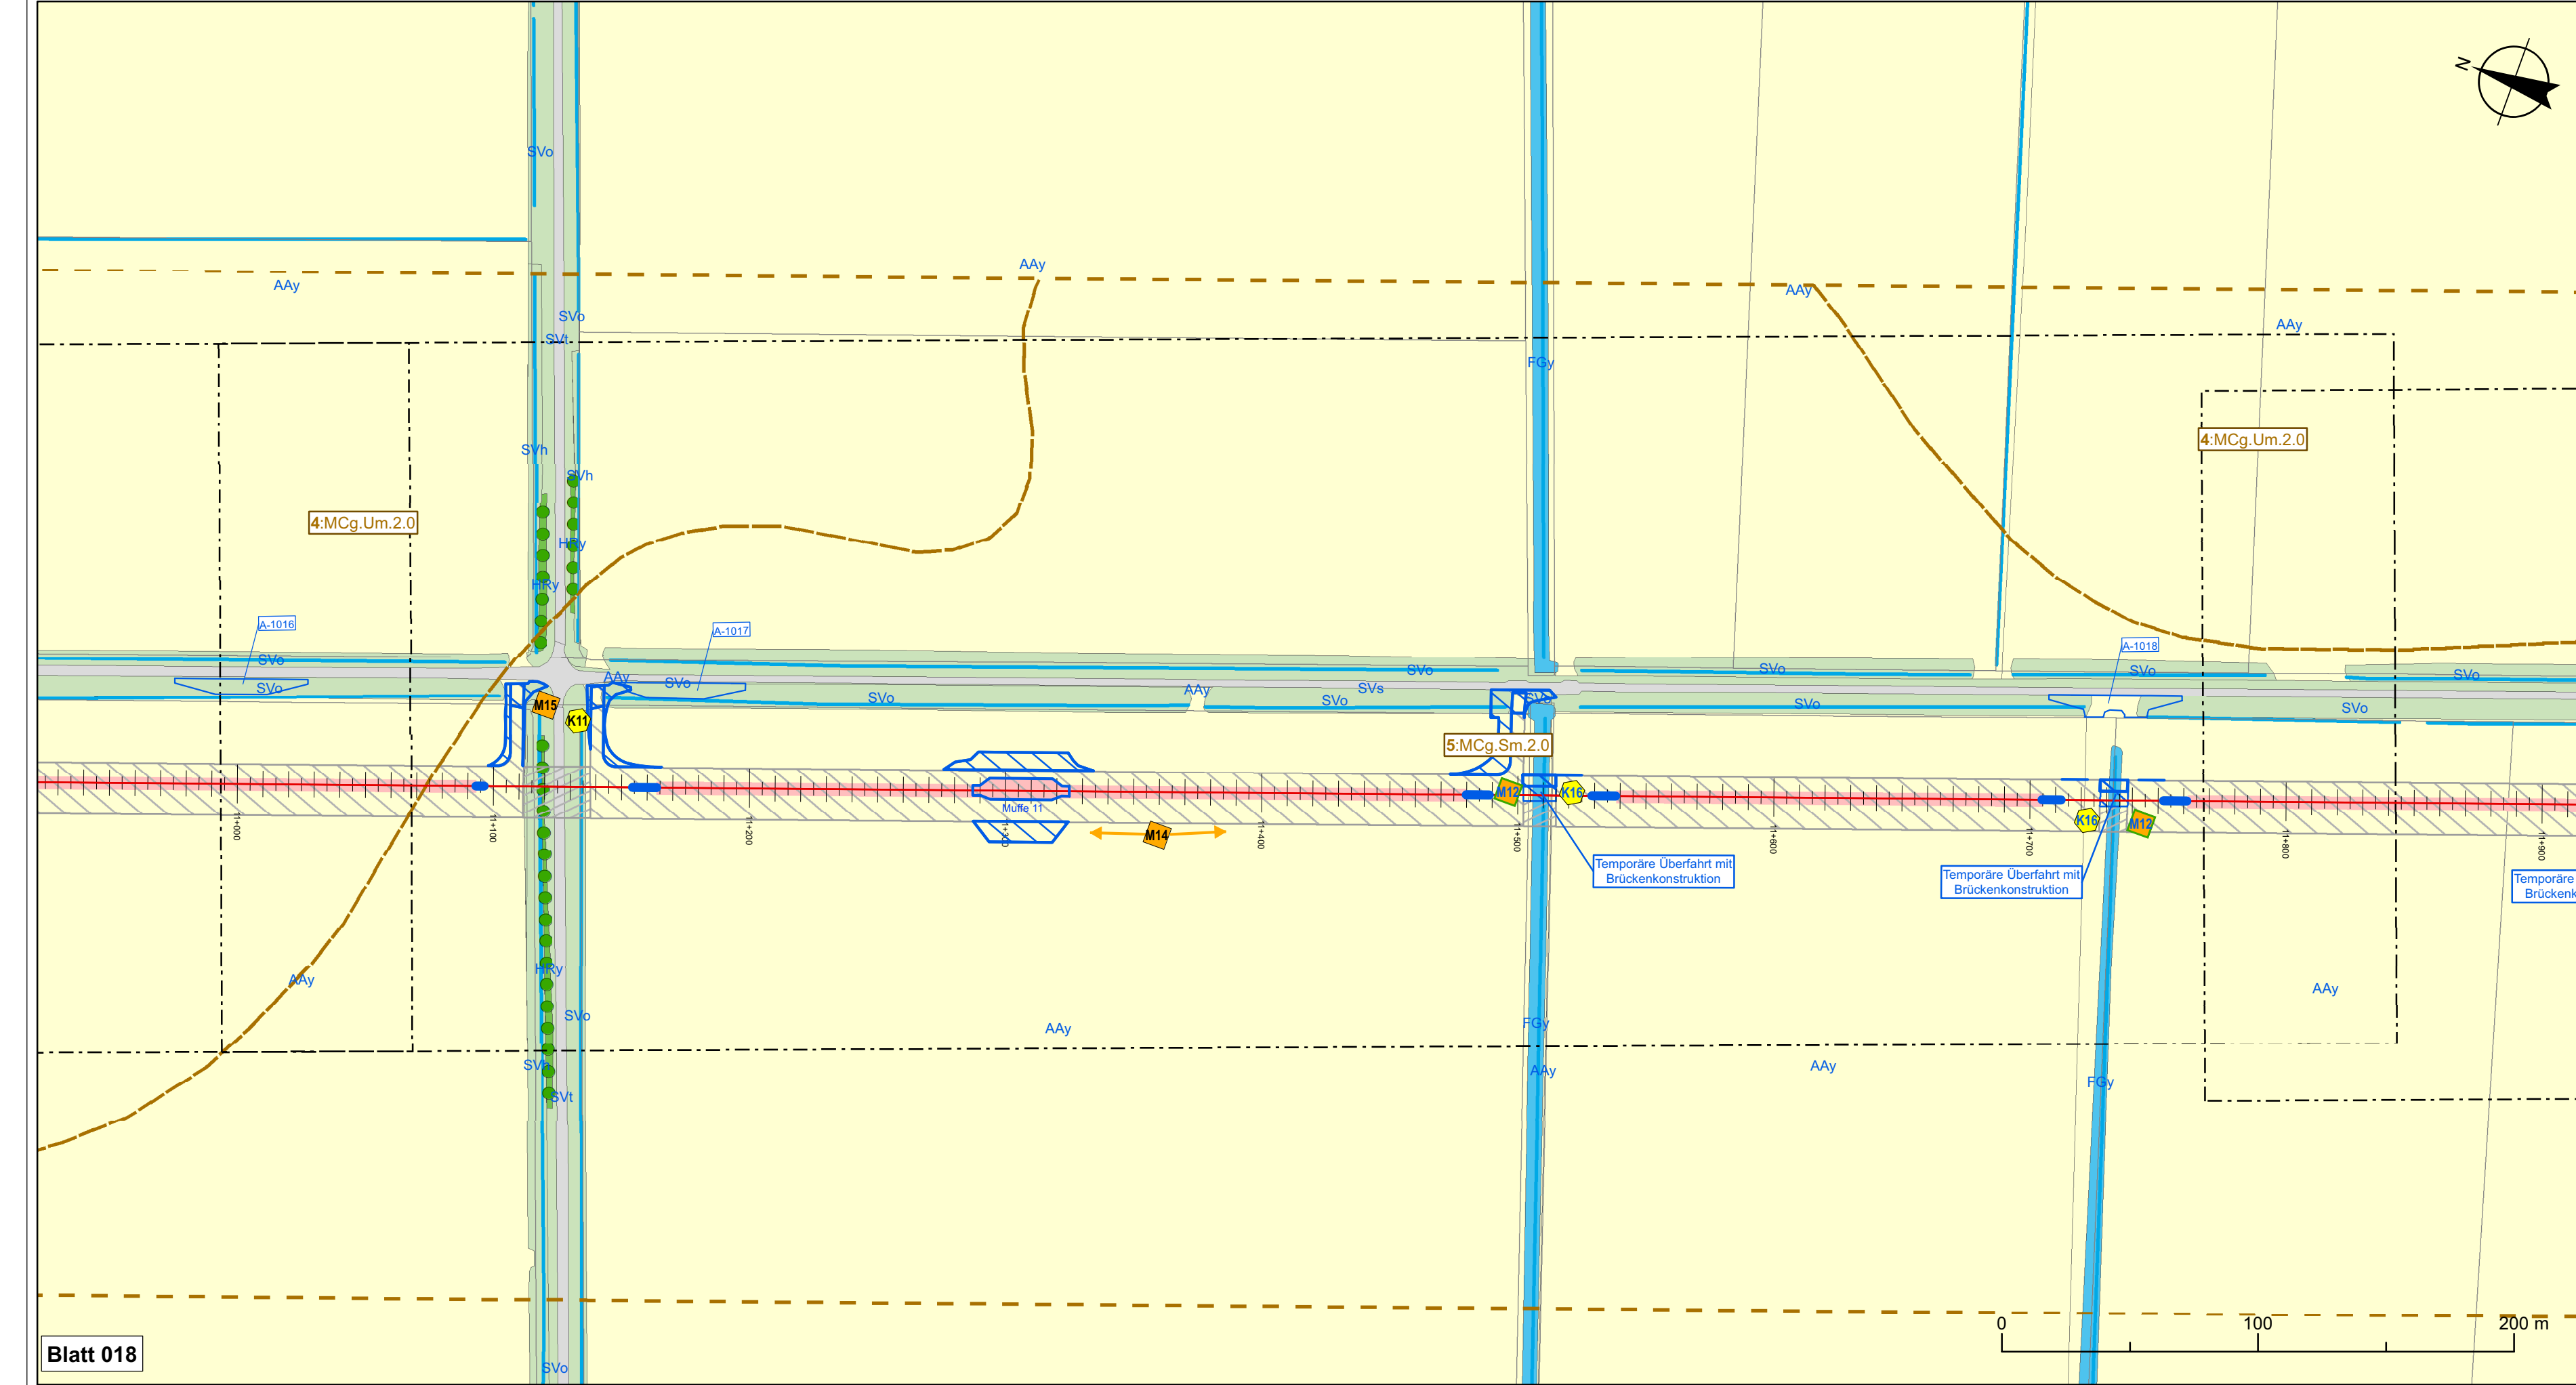 N
SVo
AAy
AAy
AAy
SVo
AAy
SVt
FGy
4:MCg.Um.2.0
SVh
SVh
4:MCg.Um.2.0
HRy
HRy
A-1016
A-1017
A-1018
SVo
SVo
SVo
SVo
SVo
AAy
SVo
SVo
SVs
AAy
SVo
SVo
SVo
SVo
M15
K11
5:MCg.Sm.2.0
M12
K16
Muffe 11
K16
M12
M14
11+000
11+100
11+200
11+400
11+500
11+600
11+700
11+800
11+900
Temporäre Überfahrt mit
Brückenkonstruktion
Temporäre Überfahrt mit
Brückenkonstruktion
Temporäre
Brückenk
HRy
AAy
AAy
SVo
FGy
AAy
SVh
AAy
AAy
FGy
SVt
0 100 200 m
Blatt 018
SVo